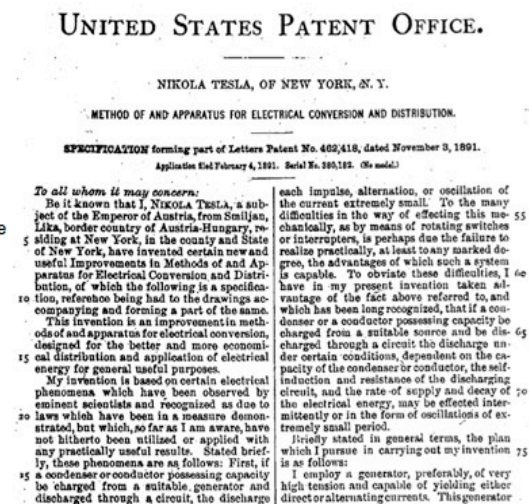 UNITED STATES PATENT OFFICE.
NIKOLA TESLA, OF NEW YORK, N. Y.
METHOD OF AND APPARATUS FOR ELECTRICAL CONVERSION AND DISTRIBUTION.
SPECIFICATION forming part of Letters Patent No. 462,418, dated November 3, 1891.
Application filed February 4, 1891. Serial No. 380,182. (No model.)
To all whom it may concern:
Be it known that I, NIKOLA TESLA, a sub-
ject of the Emperor of Austria, from Smiljan,
Lika, border country of Austria-Hungary, re-
5 siding at New York, in the county and State
of New York, have invented certain new and
useful Improvements in Methods of and Ap-
paratus for Electrical Conversion and Distri-
bution, of which the following is a specifica-
10 tion, reference being had to the drawings ac-
companying and forming a part of the same.
This invention is an improvement in meth-
ods of and apparatus for electrical conversion,
designed for the better and more economi-
15 cal distribution and application of electrical
energy for general useful purposes.
My invention is based on certain electrical
phenomena which have been observed by
eminent scientists and recognized as due to
20 laws which have been in a measure demon-
strated, but which, so far as I am aware, have
not hitherto been utilized or applied with
any practically useful results. Stated brief-
ly, these phenomena are as follows: First, if
25 a condenser or conductor possessing capacity
be charged from a suitable generator and
discharged through a circuit, the discharge
each impulse, alternation, or oscillation of
the current extremely small. To the many
difficulties in the way of effecting this me- 55
chanically, as by means of rotating switches
or interrupters, is perhaps due the failure to
realize practically, at least to any marked de-
gree, the advantages of which such a system
is capable. To obviate these difficulties, I 60
have in my present invention taken ad-
vantage of the fact above referred to, and
which has been long recognized, that if a con-
denser or a conductor possessing capacity be
charged from a suitable source and be dis- 65
charged through a circuit the discharge un-
der certain conditions, dependent on the ca-
pacity of the condenser or conductor, the self-
induction and resistance of the discharging
circuit, and the rate of supply and decay of 70
the electrical energy, may be effected inter-
mittently or in the form of oscillations of ex-
tremely small period.
Briefly stated in general terms, the plan
which I pursue in carrying out my invention 75
is as follows:
I employ a generator, preferably, of very
high tension and capable of yielding either
direct or alternating currents. This generator